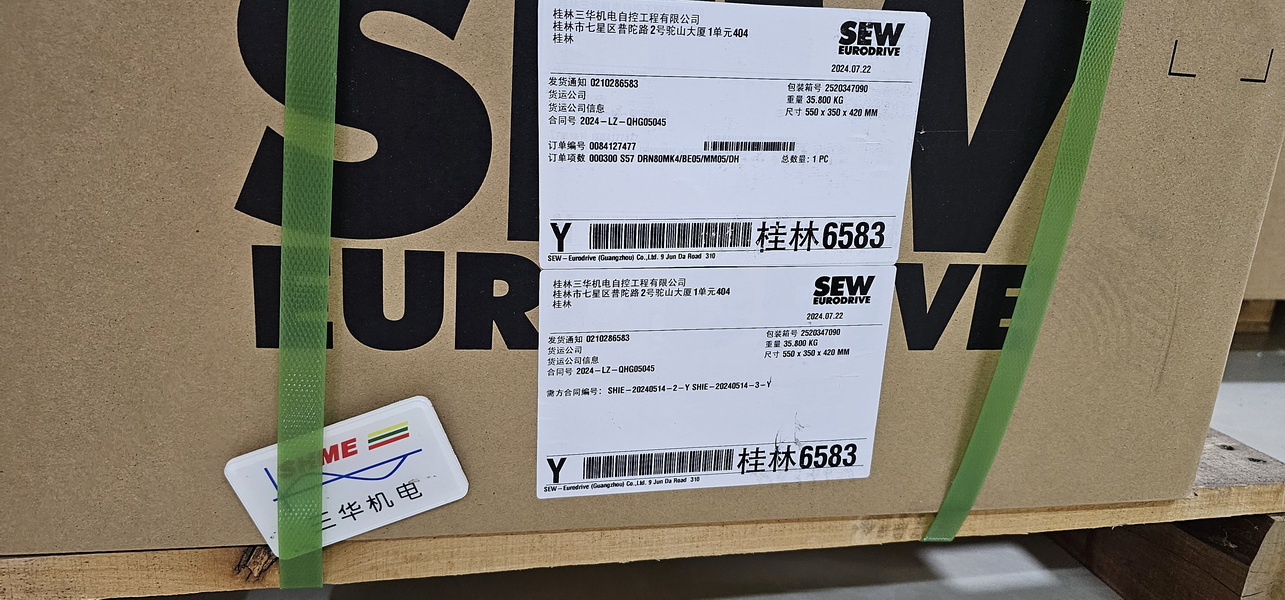 SEW
EURODRIVE
桂林三华机电自控工程有限公司
桂林市七星区普陀路2号驼山大厦1单元404
桂林
SEW
EURODRIVE
2024.07.22
发货通知 0210286583
货运公司
货运公司信息
合同号 2024-LZ-QHG05045
包装箱号 2520347090
重量 35.800 KG
尺寸 550 x 350 x 420 MM
订单编号 0084127477
订单项数 000300 S57 DRN80MK4/BE05/MM05/DH 总数量: 1 PC
Y 桂林6583
SEW-Eurodrive (Guangzhou) Co.,Ltd. 9 Jun Da Road 310
桂林三华机电自控工程有限公司
桂林市七星区普陀路2号驼山大厦1单元404
桂林
SEW
EURODRIVE
2024.07.22
发货通知 0210286583
货运公司
货运公司信息
合同号 2024-LZ-QHG05045
包装箱号 2520347090
重量 35.800 KG
尺寸 550 x 350 x 420 MM
需方合同编号: SHIE-20240514-2-Y SHIE-20240514-3-Y
Y 桂林6583
SEW-Eurodrive (Guangzhou) Co.,Ltd. 9 Jun Da Road 310
三华机电